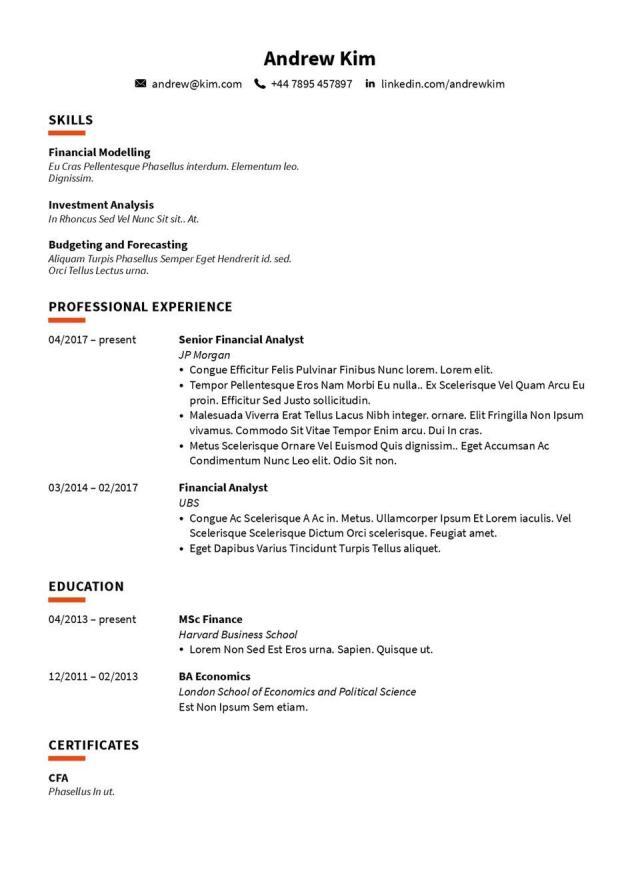 Andrew Kim
andrew@kim.com +44 7895 457897 linkedin.com/andrewkim
SKILLS
Financial Modelling
Eu Cras Pellentesque Phasellus interdum. Elementum leo.
Dignissim.
Investment Analysis
In Rhoncus Sed Vel Nunc Sit sit.. At.
Budgeting and Forecasting
Aliquam Turpis Phasellus Semper Eget Hendrerit id. sed.
Orci Tellus Lectus urna.
PROFESSIONAL EXPERIENCE
04/2017 – present Senior Financial Analyst
JP Morgan
• Congue Efficitur Felis Pulvinar Finibus Nunc lorem. Lorem elit.
• Tempor Pellentesque Eros Nam Morbi Eu nulla.. Ex Scelerisque Vel Quam Arcu Eu
proin. Efficitur Sed Justo sollicitudin.
• Malesuada Viverra Erat Tellus Lacus Nibh integer. ornare. Elit Fringilla Non Ipsum
vivamus. Commodo Sit Vitae Tempor Enim arcu. Dui In cras.
• Metus Scelerisque Ornare Vel Euismod Quis dignissim.. Eget Accumsan Ac
Condimentum Nunc Leo elit. Odio Sit non.
03/2014 – 02/2017 Financial Analyst
UBS
• Congue Ac Scelerisque A Ac in. Metus. Ullamcorper Ipsum Et Lorem iaculis. Vel
Scelerisque Scelerisque Dictum Orci scelerisque. Feugiat amet.
• Eget Dapibus Varius Tincidunt Turpis Tellus aliquet.
EDUCATION
04/2013 – present MSc Finance
Harvard Business School
• Lorem Non Sed Est Eros urna. Sapien. Quisque ut.
12/2011 – 02/2013 BA Economics
London School of Economics and Political Science
Est Non Ipsum Sem etiam.
CERTIFICATES
CFA
Phasellus In ut.